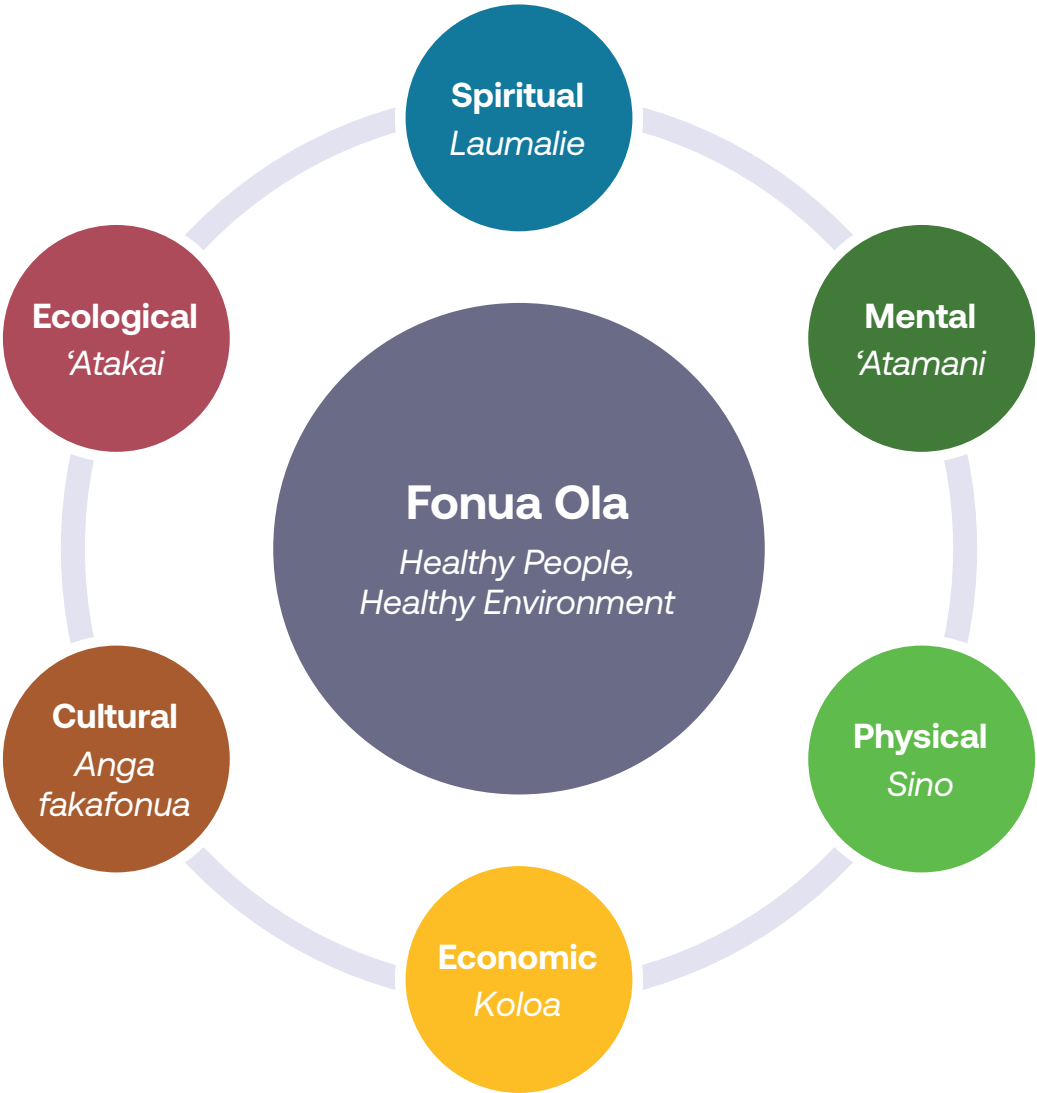 Spiritual
Laumalie
Ecological
‘Atakai
Mental
‘Atamani
Fonua Ola
Healthy People,
Healthy Environment
Cultural
Anga
fakafonua
Physical
Sino
Economic
Koloa